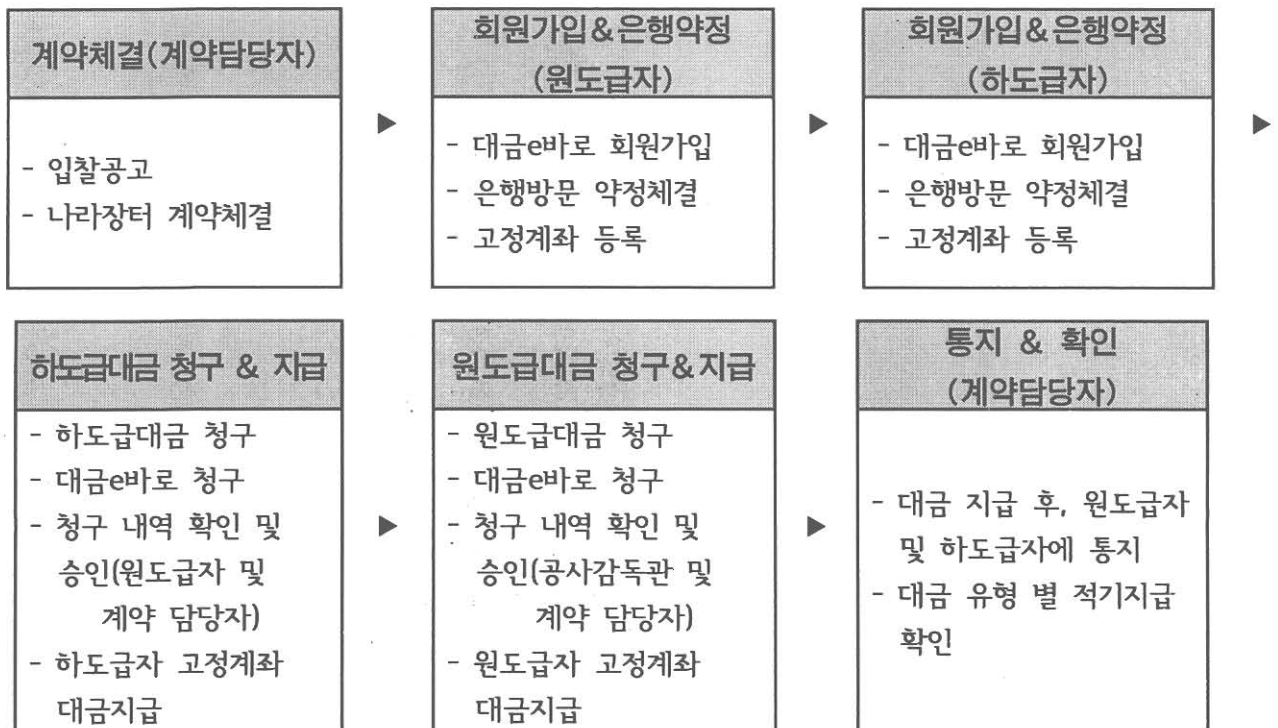 계약체결(계약담당자)
- 입찰공고
- 나라장터 계약체결
▶
회원가입&은행약정
(원도급자)
- 대금e바로 회원가입
- 은행방문 약정체결
- 고정계좌 등록
▶
회원가입&은행약정
(하도급자)
- 대금e바로 회원가입
- 은행방문 약정체결
- 고정계좌 등록
▶
하도급대금 청구 & 지급
- 하도급대금 청구
- 대금e바로 청구
- 청구 내역 확인 및
승인(원도급자 및
계약 담당자)
- 하도급자 고정계좌
대금지급
▶
원도급대금 청구&지급
- 원도급대금 청구
- 대금e바로 청구
- 청구 내역 확인 및
승인(공사감독관 및
계약 담당자)
- 원도급자 고정계좌
대금지급
▶
통지 & 확인
(계약담당자)
- 대금 지급 후, 원도급자
및 하도급자에 통지
- 대금 유형 별 적기지급
확인